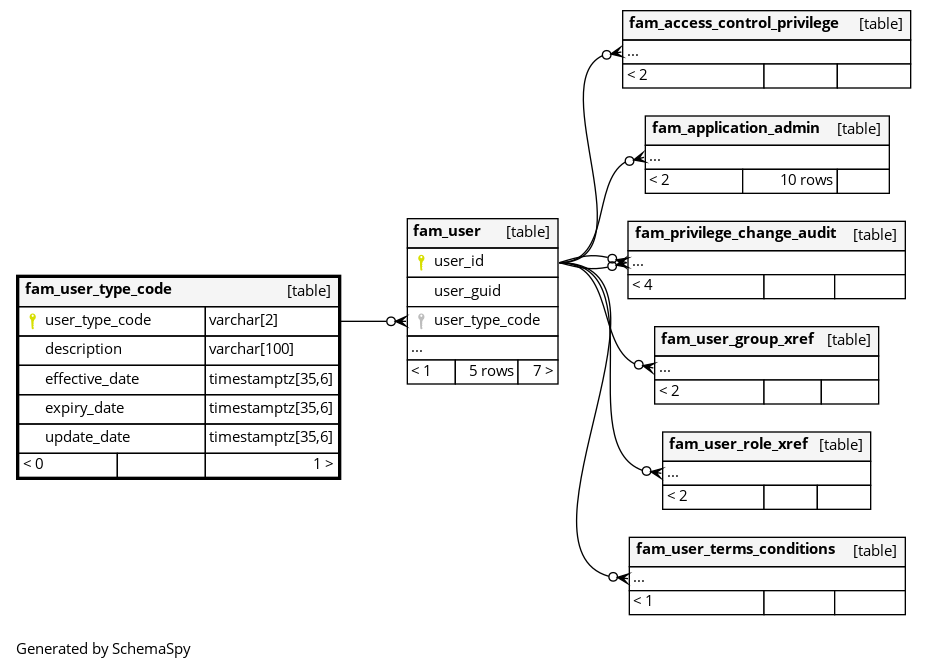 fam_access_control_privilege [table]
...
< 2
fam_application_admin [table]
...
< 2 10 rows
fam_user [table]
user_id
user_guid
user_type_code
...
< 1 5 rows 7 >
fam_privilege_change_audit [table]
...
< 4
fam_user_type_code [table]
user_type_code varchar[2]
description varchar[100]
effective_date timestamptz[35,6]
expiry_date timestamptz[35,6]
update_date timestamptz[35,6]
< 0 1 >
fam_user_group_xref [table]
...
< 2
fam_user_role_xref [table]
...
< 2
fam_user_terms_conditions [table]
...
< 1
Generated by SchemaSpy